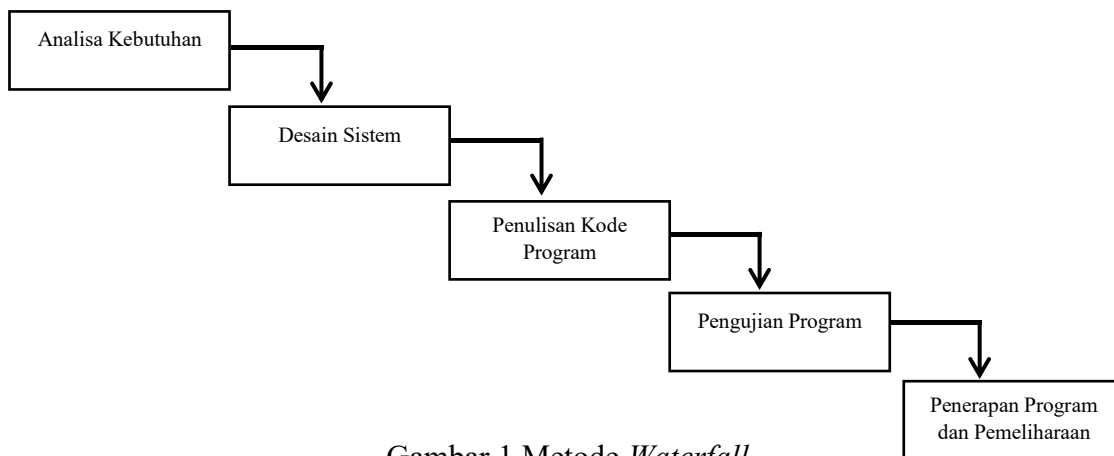 Analisa Kebutuhan
Desain Sistem
Penulisan Kode
Program
Pengujian Program
Penerapan Program
dan Pemeliharaan
Gambar 1 Metode Waterfall